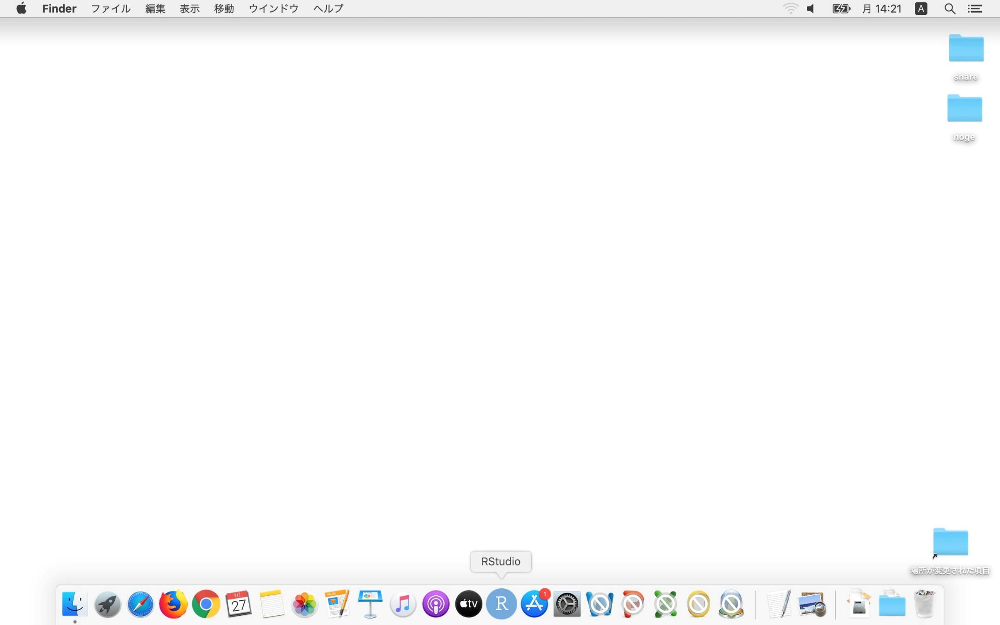 Finder ファイル 編集 表示 移動 ウインドウ ヘルプ
月 14:21 A
share
hoge
場所が変更された項目
RStudio
1月
27
PAGES
tv
R
1